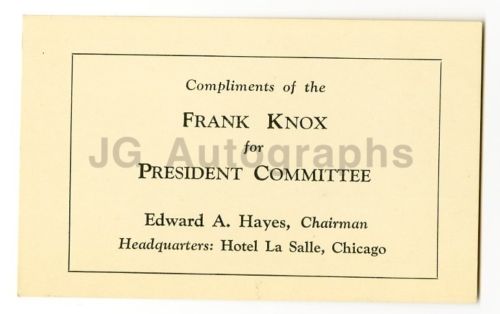 Compliments of the
FRANK KNOX
JG Autographs
for
PRESIDENT COMMITTEE
Edward A. Hayes, Chairman
Headquarters: Hotel La Salle, Chicago